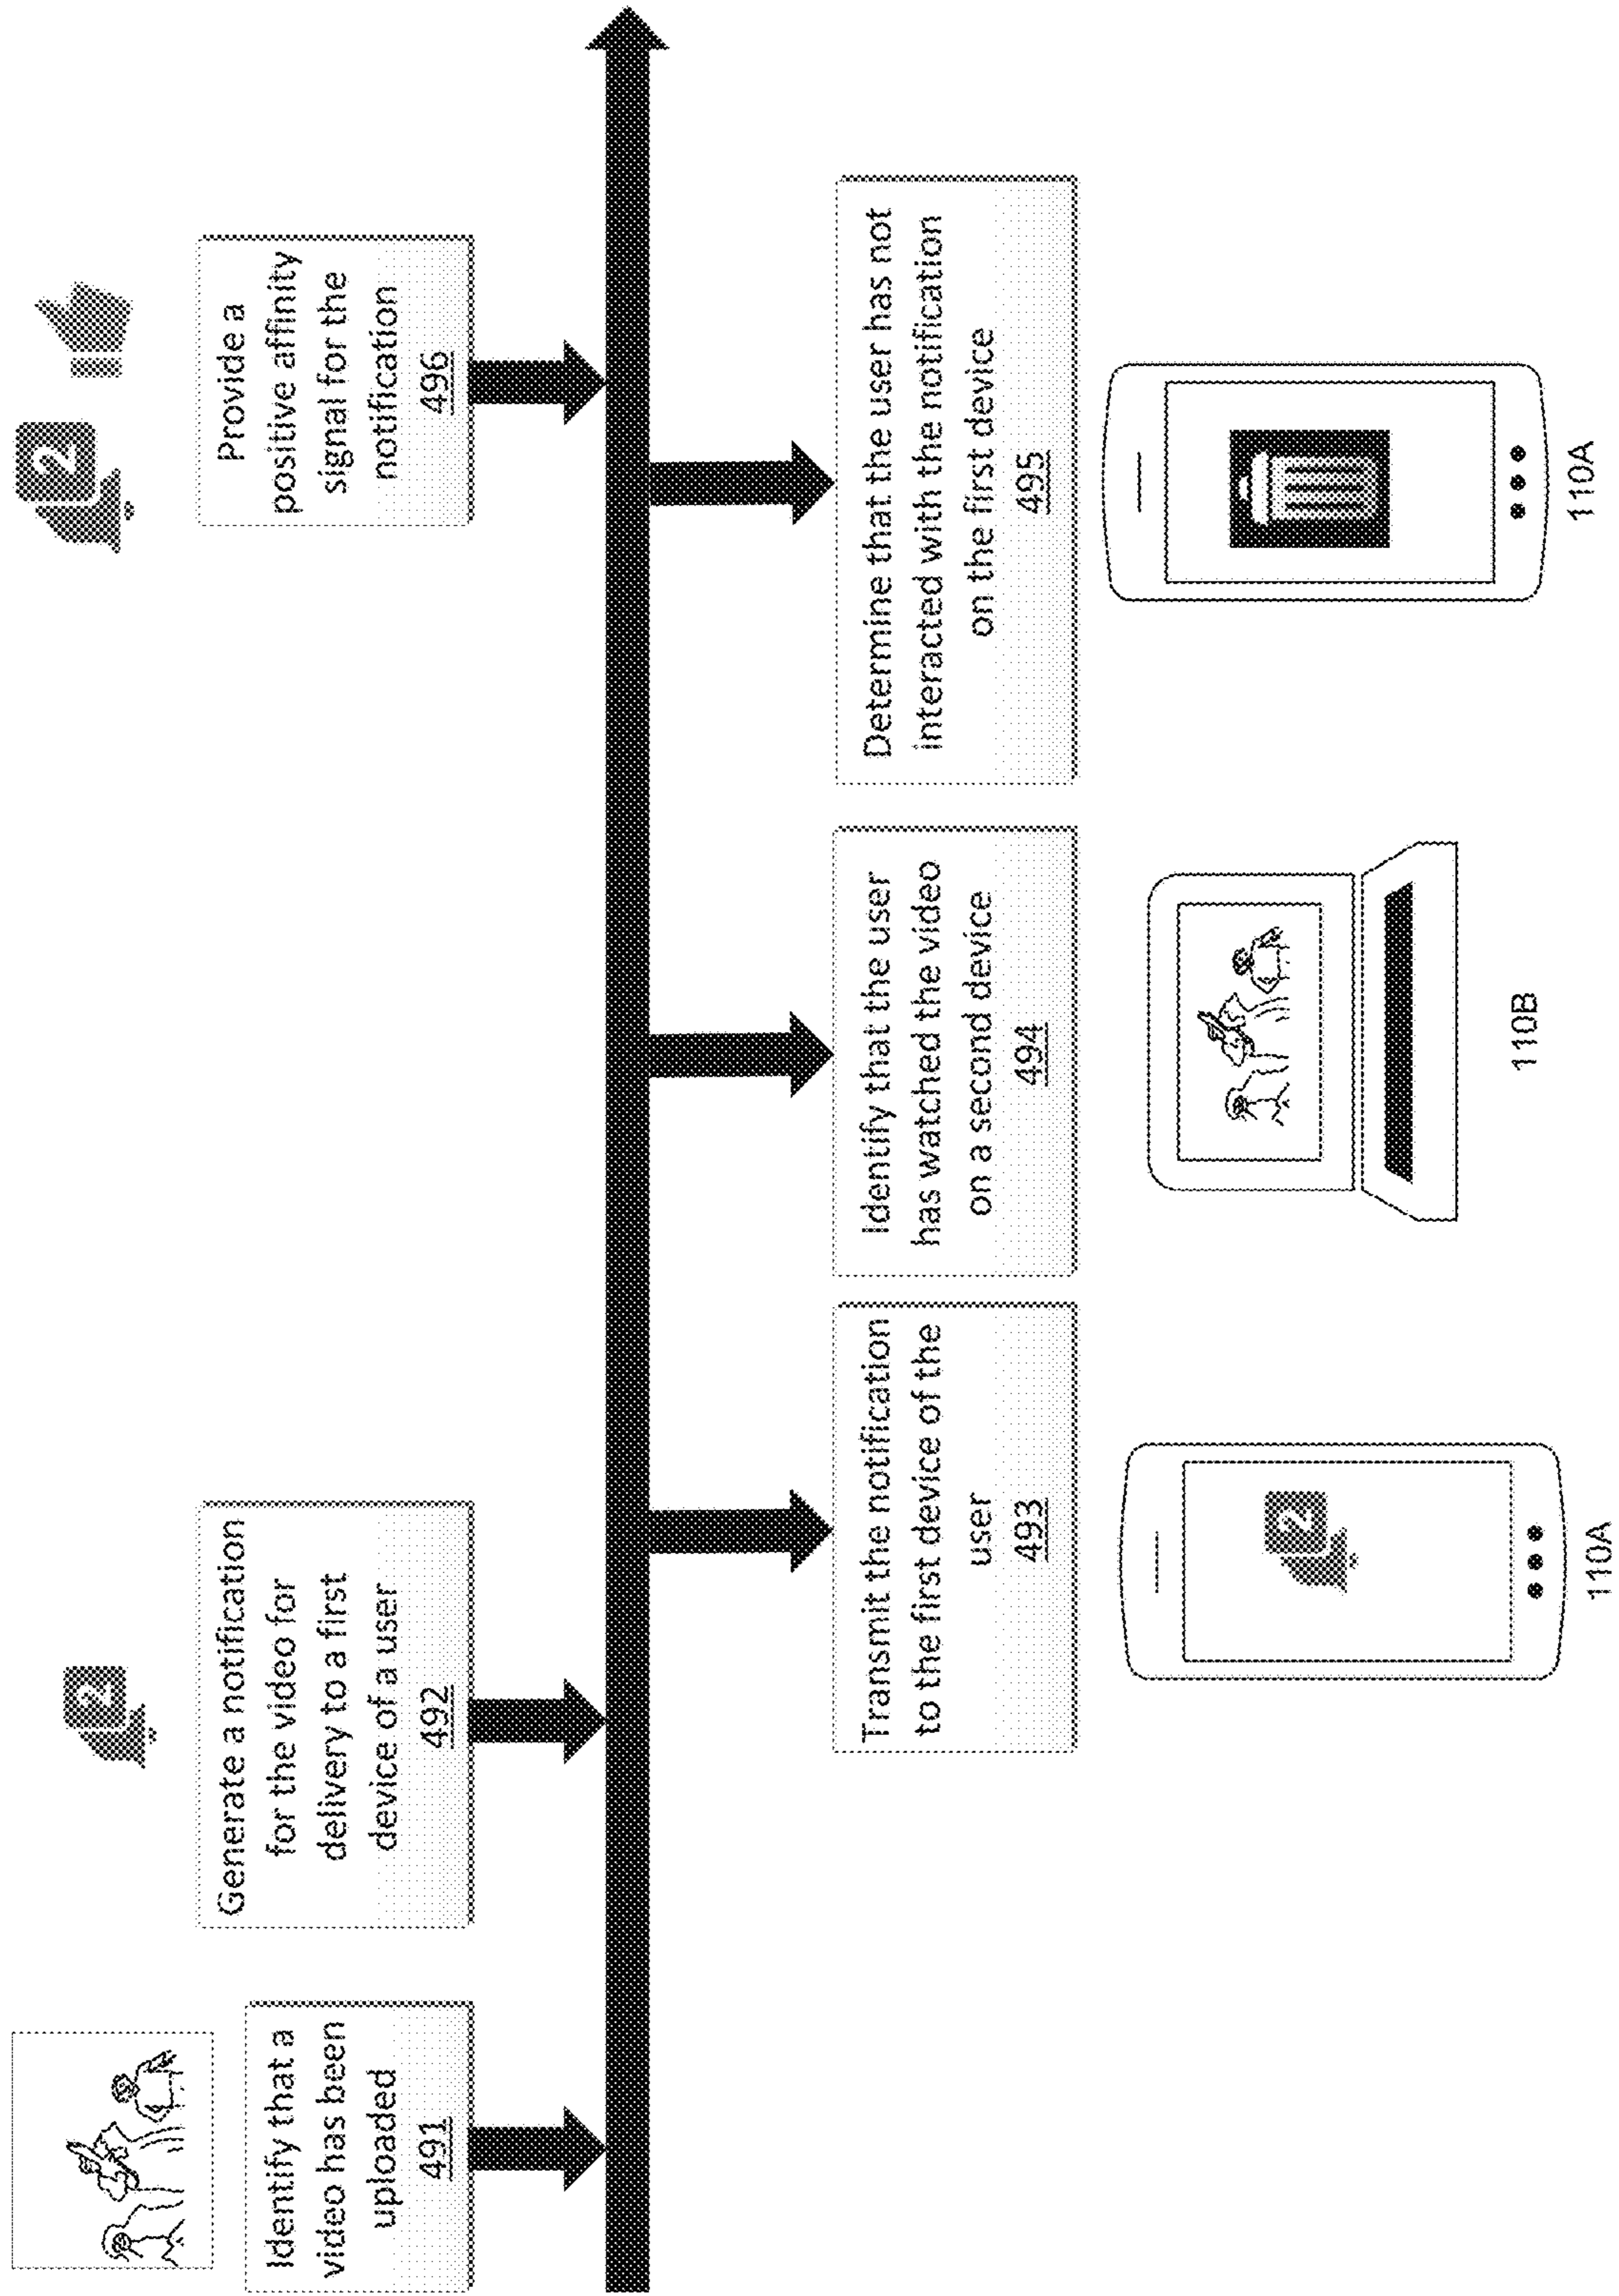 Identify that a
video has been
uploaded
491
2
Generate a notification
for the video for
delivery to a first
device of a user
492
2
Provide a
positive affinity
signal for the
notification
496
Transmit the notification
to the first device of the
user
493
2
110A
Identify that the user
has watched the video
on a second device
494
110B
Determine that the user has not
interacted with the notification
on the first device
495
110A